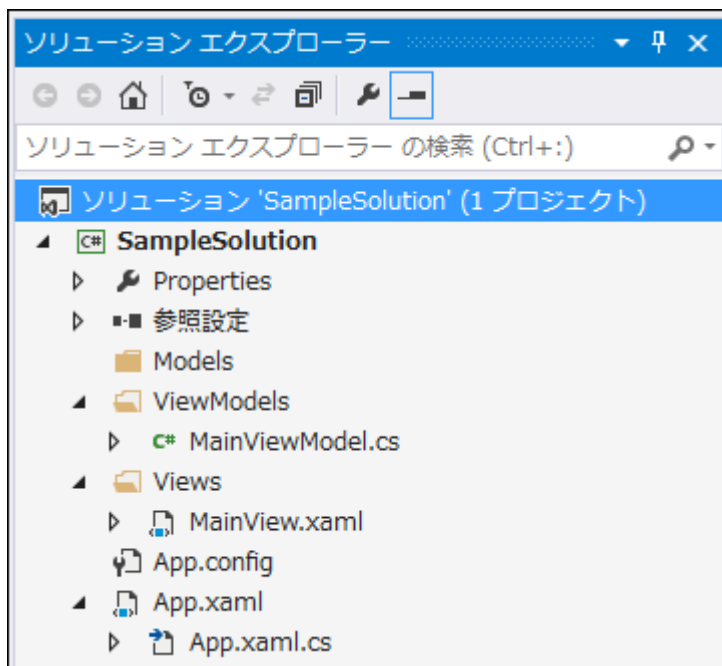 ソリューション エクスプローラー
ソリューション エクスプローラー の検索 (Ctrl+:)
ソリューション 'SampleSolution' (1 プロジェクト)
C# SampleSolution
Properties
参照設定
Models
ViewModels
C# MainViewModel.cs
Views
MainView.xaml
App.config
App.xaml
App.xaml.cs